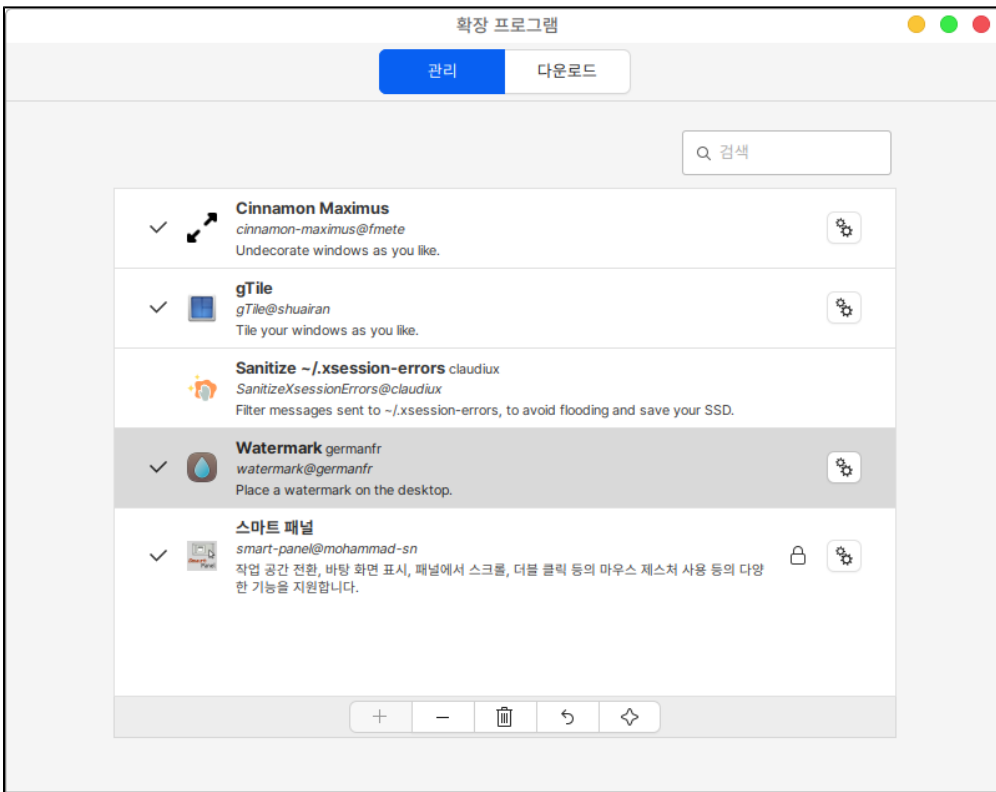 확장 프로그램
관리
다운로드
검색
Cinnamon Maximus
cinnamon-maximus@fmete
Undecorate windows as you like.
gTile
gTile@shuairan
Tile your windows as you like.
Sanitize ~/.xsession-errors claudiux
SanitizeXsessionErrors@claudiux
Filter messages sent to ~/.xsession-errors, to avoid flooding and save your SSD.
Watermark germanfr
watermark@germanfr
Place a watermark on the desktop.
스마트 패널
smart-panel@mohammad-sn
작업 공간 전환, 바탕 화면 표시, 패널에서 스크롤, 더블 클릭 등의 마우스 제스처 사용 등의 다양
한 기능을 지원합니다.